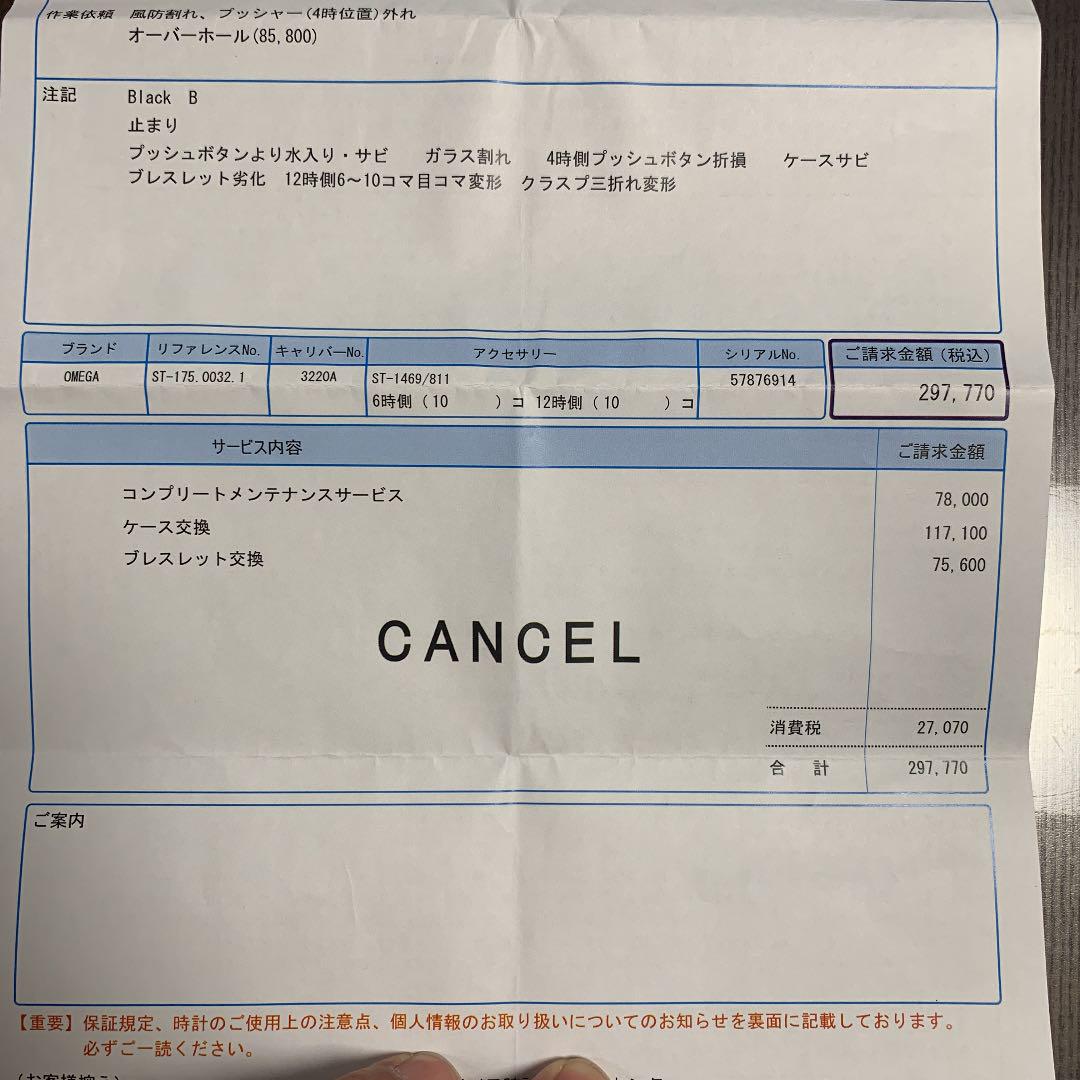 作業依頼 風防割れ、プッシャー(4時位置)外れ
オーバーホール(85,800)
注記 Black B
止まり
プッシュボタンより水入り・サビ ガラス割れ 4時側プッシュボタン折損 ケースサビ
ブレスレット劣化 12時側6〜10コマ目コマ変形 クラスプ三折れ変形
ブランド リファレンスNo. キャリバーNo. アクセサリー シリアルNo. ご請求金額(税込)
OMEGA ST-175.0032.1 3220A ST-1469/811 57876914 297,770
6時側(10 )コ 12時側(10 )コ
サービス内容 ご請求金額
コンプリートメンテナンスサービス 78,000
ケース交換 117,100
ブレスレット交換 75,600
CANCEL
消費税 27,070
合 計 297,770
ご案内
【重要】保証規定、時計のご使用上の注意点、個人情報のお取り扱いについてのお知らせを裏面に記載しております。
必ずご一読ください。